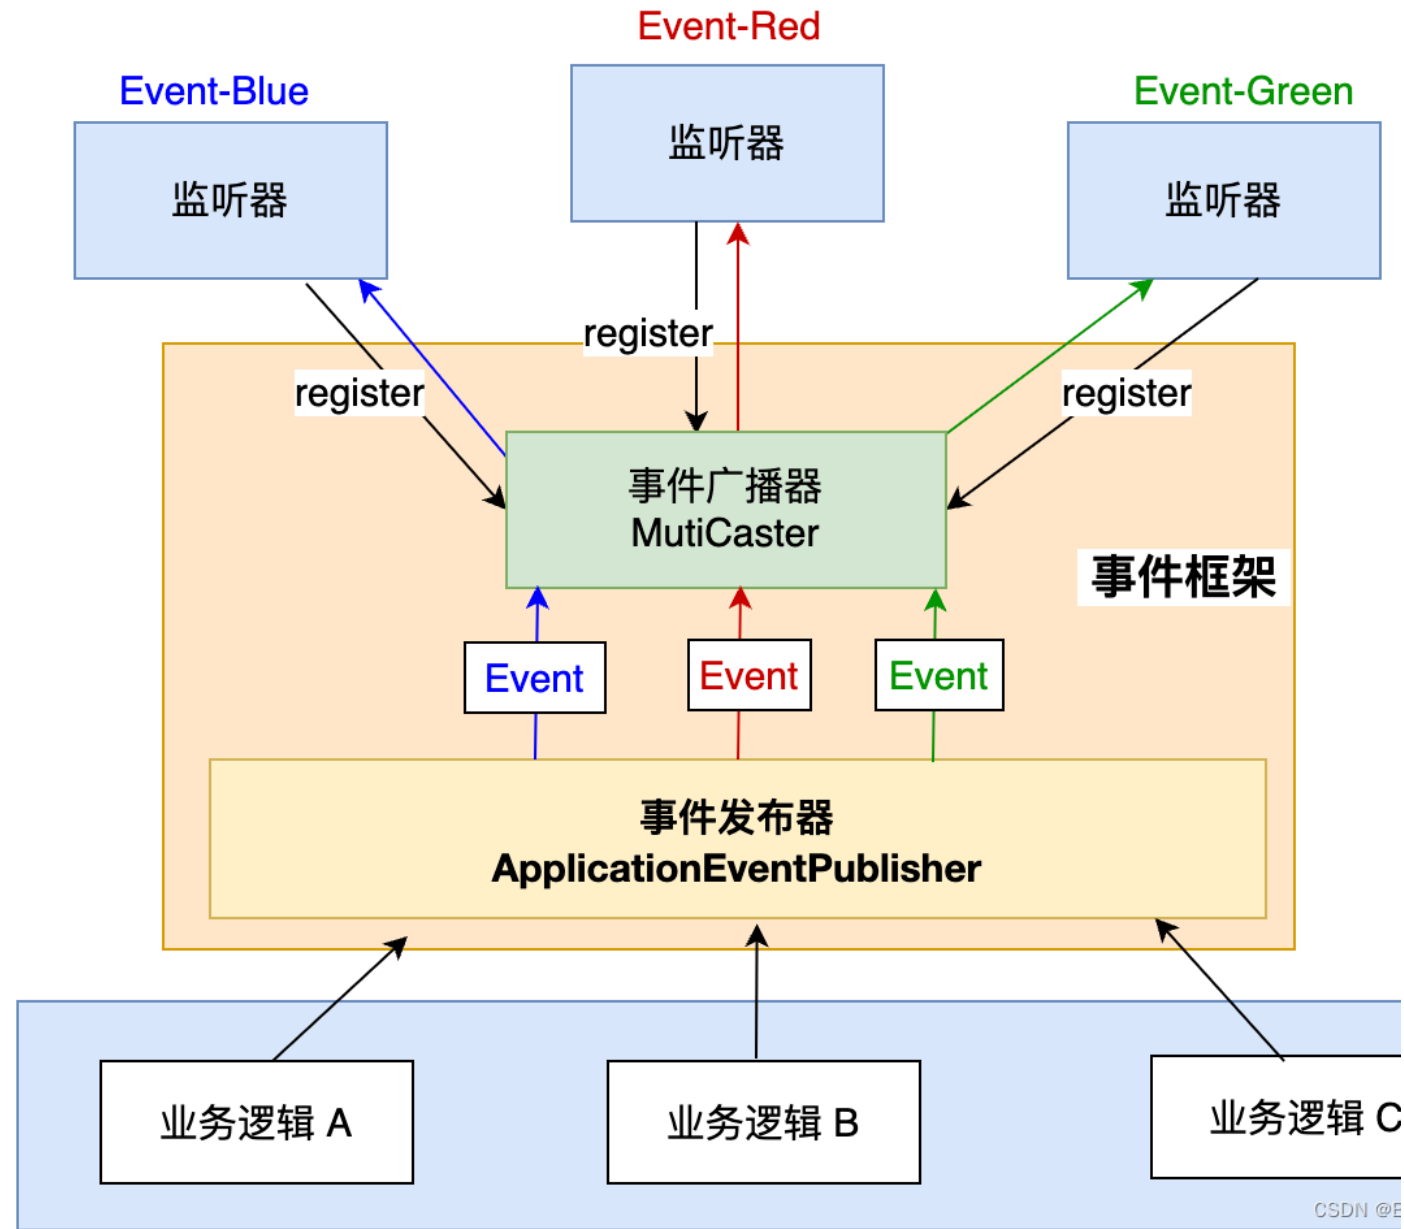 Event-Red
Event-Blue
Event-Green
监听器
监听器
监听器
register
register
register
事件广播器
MutiCaster
事件框架
Event
Event
Event
事件发布器
ApplicationEventPublisher
业务逻辑 A
业务逻辑 B
业务逻辑 C
CSDN